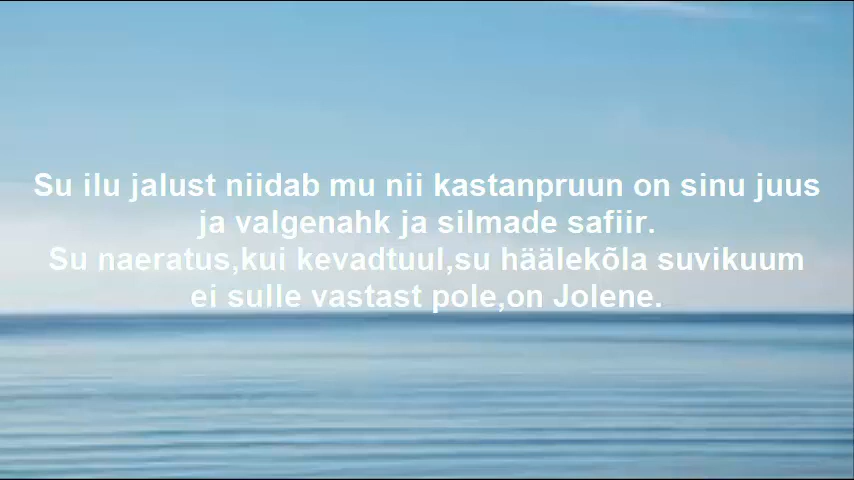 Su ilu jalust niidab mu nii kastanpruun on sinu juus
ja valgenahk ja silmade safiir.
Su naeratus,kui kevadtuul,su häälekõla suvikuum
ei sulle vastast pole,on Jolene.